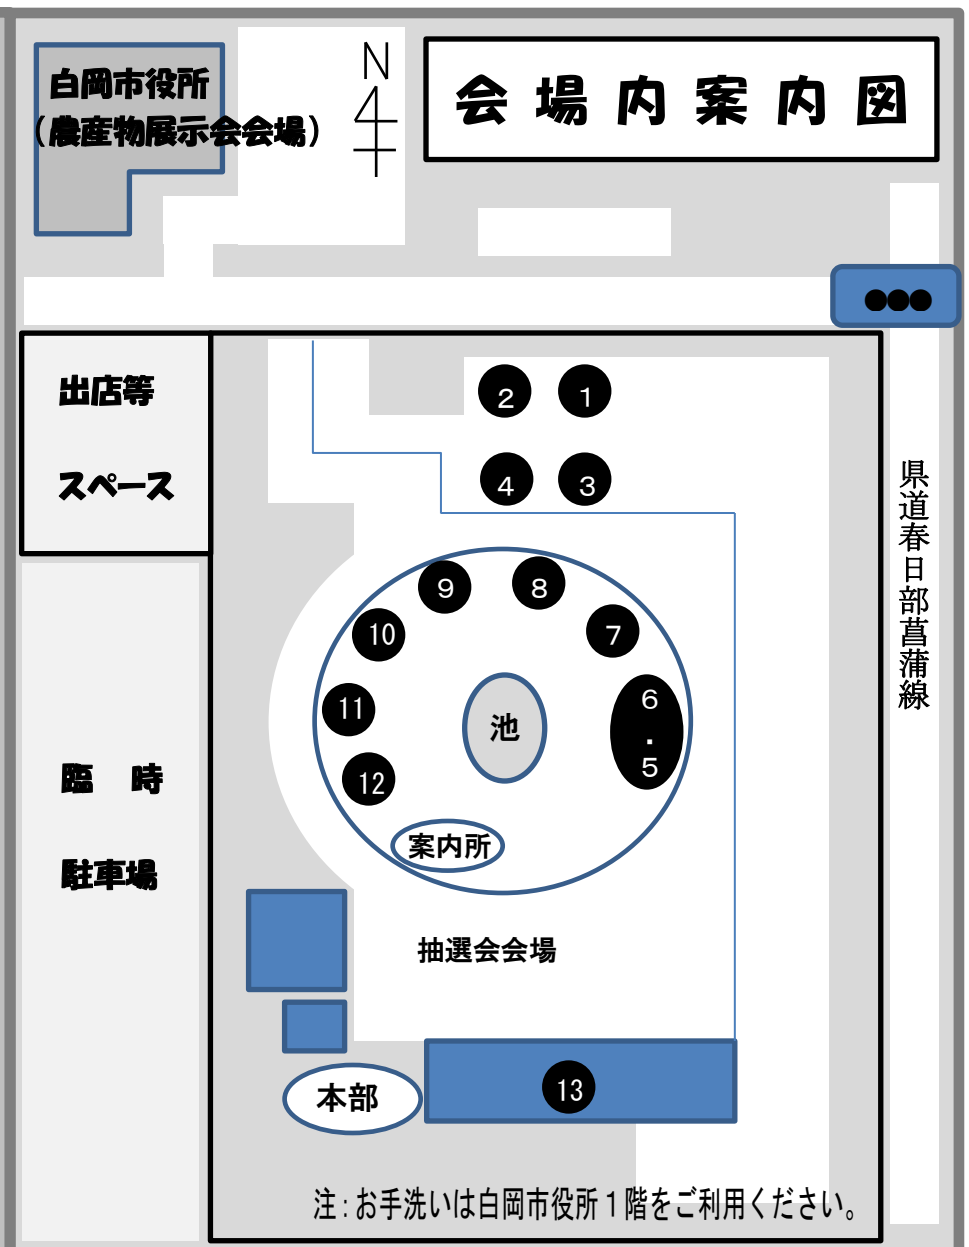 白岡市役所
（農産物展示会会場）
N
会場内案内図
●●●
出店等
スペース
2
1
4
3
県道春日部菖蒲線
9
8
10
7
11
池
6・5
12
案内所
臨　時
駐車場
抽選会会場
本部
13
注：お手洗いは白岡市役所１階をご利用ください。